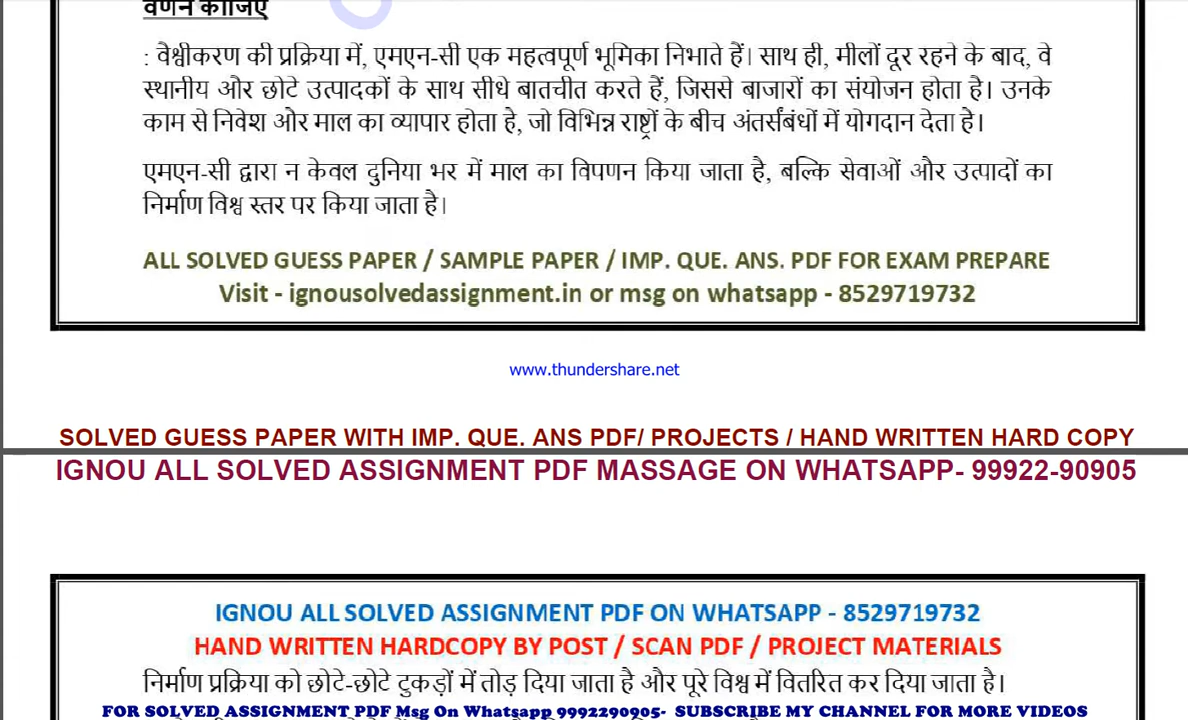 वर्णन कीजिए
: वैश्वीकरण की प्रक्रिया में, एमएन-सी एक महत्वपूर्ण भूमिका निभाते हैं। साथ ही, मीलों दूर रहने के बाद, वे
स्थानीय और छोटे उत्पादकों के साथ सीधे बातचीत करते हैं, जिससे बाजारों का संयोजन होता है। उनके
काम से निवेश और माल का व्यापार होता है, जो विभिन्न राष्ट्रों के बीच अंतर्संबंधों में योगदान देता है।
एमएन-सी द्वारा न केवल दुनिया भर में माल का विपणन किया जाता है, बल्कि सेवाओं और उत्पादों का
निर्माण विश्व स्तर पर किया जाता है।
ALL SOLVED GUESS PAPER / SAMPLE PAPER / IMP. QUE. ANS. PDF FOR EXAM PREPARE
Visit - ignousolvedassignment.in or msg on whatsapp - 8529719732
www.thundershare.net
SOLVED GUESS PAPER WITH IMP. QUE. ANS PDF/ PROJECTS / HAND WRITTEN HARD COPY
IGNOU ALL SOLVED ASSIGNMENT PDF MASSAGE ON WHATSAPP- 99922-90905
IGNOU ALL SOLVED ASSIGNMENT PDF ON WHATSAPP - 8529719732
HAND WRITTEN HARDCOPY BY POST / SCAN PDF / PROJECT MATERIALS
निर्माण प्रक्रिया को छोटे-छोटे टुकड़ों में तोड़ दिया जाता है और पूरे विश्व में वितरित कर दिया जाता है।
FOR SOLVED ASSIGNMENT PDF Msg On Whatsapp 9992290905- SUBSCRIBE MY CHANNEL FOR MORE VIDEOS